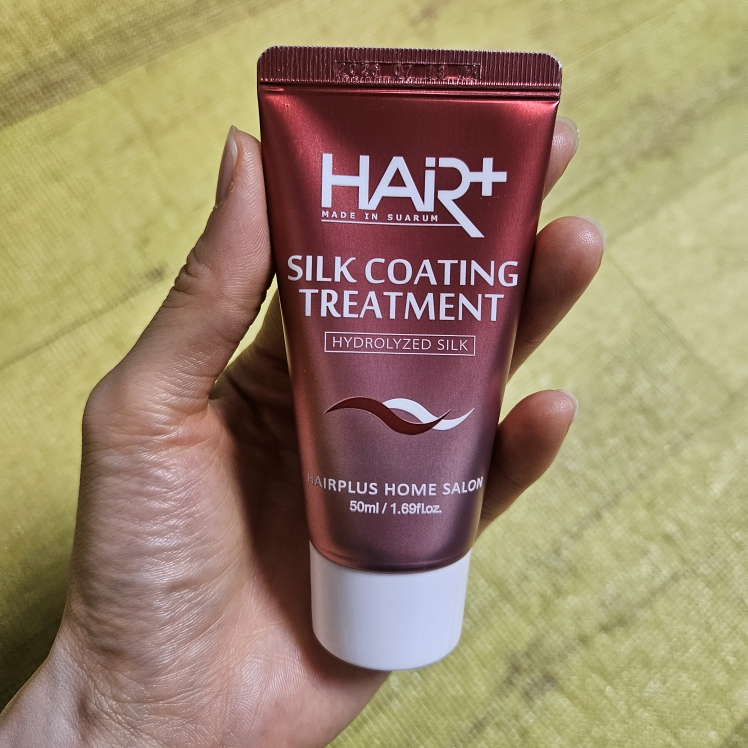 HAiR+
MADE IN SUARUM
SILK COATING
TREATMENT
HYDROLYZED SILK
HAIRPLUS HOME SALON
50ml / 1.69fl.oz.